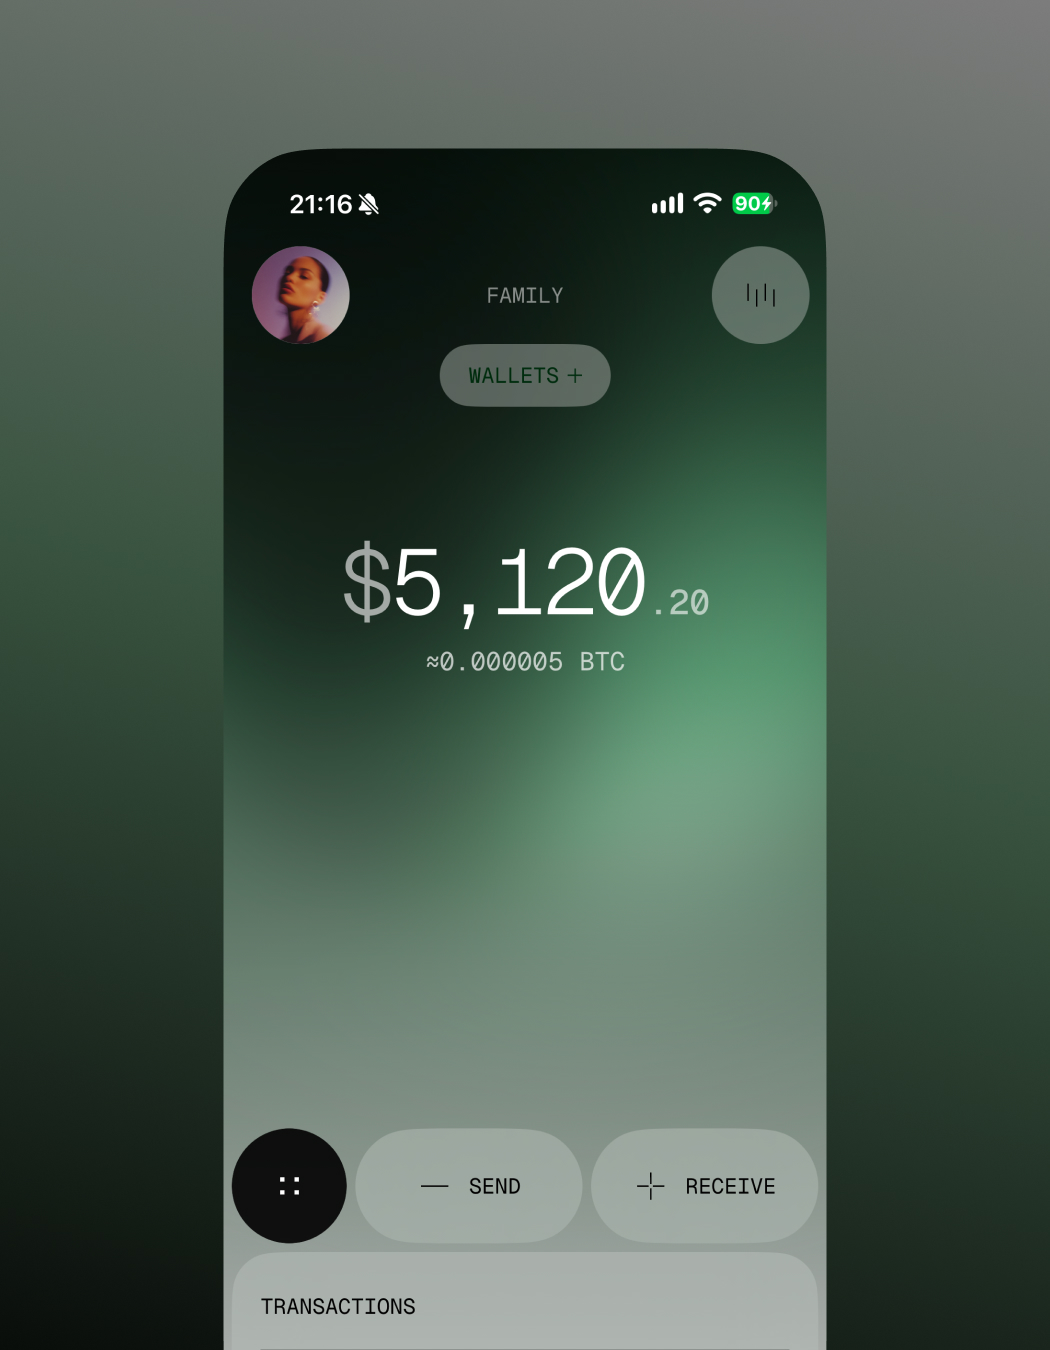 21:16
90
FAMILY
WALLETS +
$5,120.20
≈0.000005 BTC
SEND
RECEIVE
TRANSACTIONS